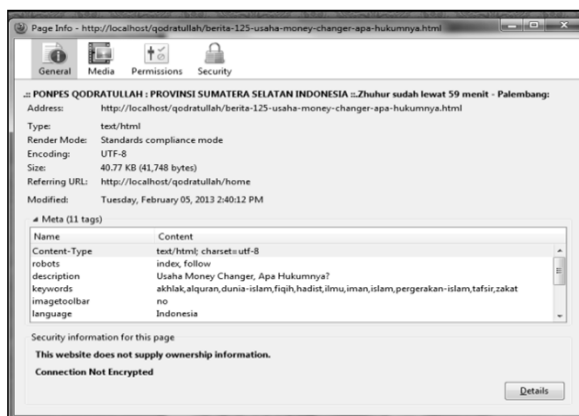 Page Info - http://localhost/qodratullah/berita-125-usaha-money-changer-apa-hukumnya.html
General Media Permissions Security
.:: PONPES QODRATULLAH : PROVINSI SUMATERA SELATAN INDONESIA ::.Zhuhur sudah lewat 59 menit - Palembang:
Address: http://localhost/qodratullah/berita-125-usaha-money-changer-apa-hukumnya.html
Type: text/html
Render Mode: Standards compliance mode
Encoding: UTF-8
Size: 40.77 KB (41,748 bytes)
Referring URL: http://localhost/qodratullah/home
Modified: Tuesday, February 05, 2013 2:40:12 PM
Meta (11 tags)
Name Content
Content-Type text/html; charset=utf-8
robots index, follow
description Usaha Money Changer, Apa Hukumnya?
keywords akhlak,alquran,dunia-islam,fiqih,hadist,ilmu,iman,islam,pergerakan-islam,tafsir,zakat
imagetoolbar no
language Indonesia
Security information for this page
This website does not supply ownership information.
Connection Not Encrypted
Details